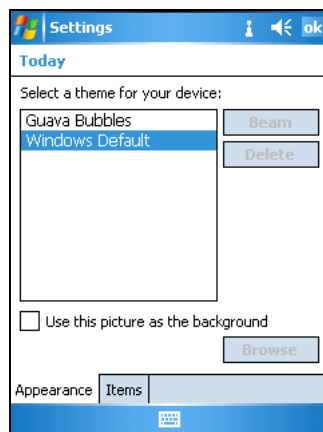 Settings
ok
Today
Select a theme for your device:
Guava Bubbles
Beam
Windows Default
Delete
Use this picture as the background
Browse
Appearance Items